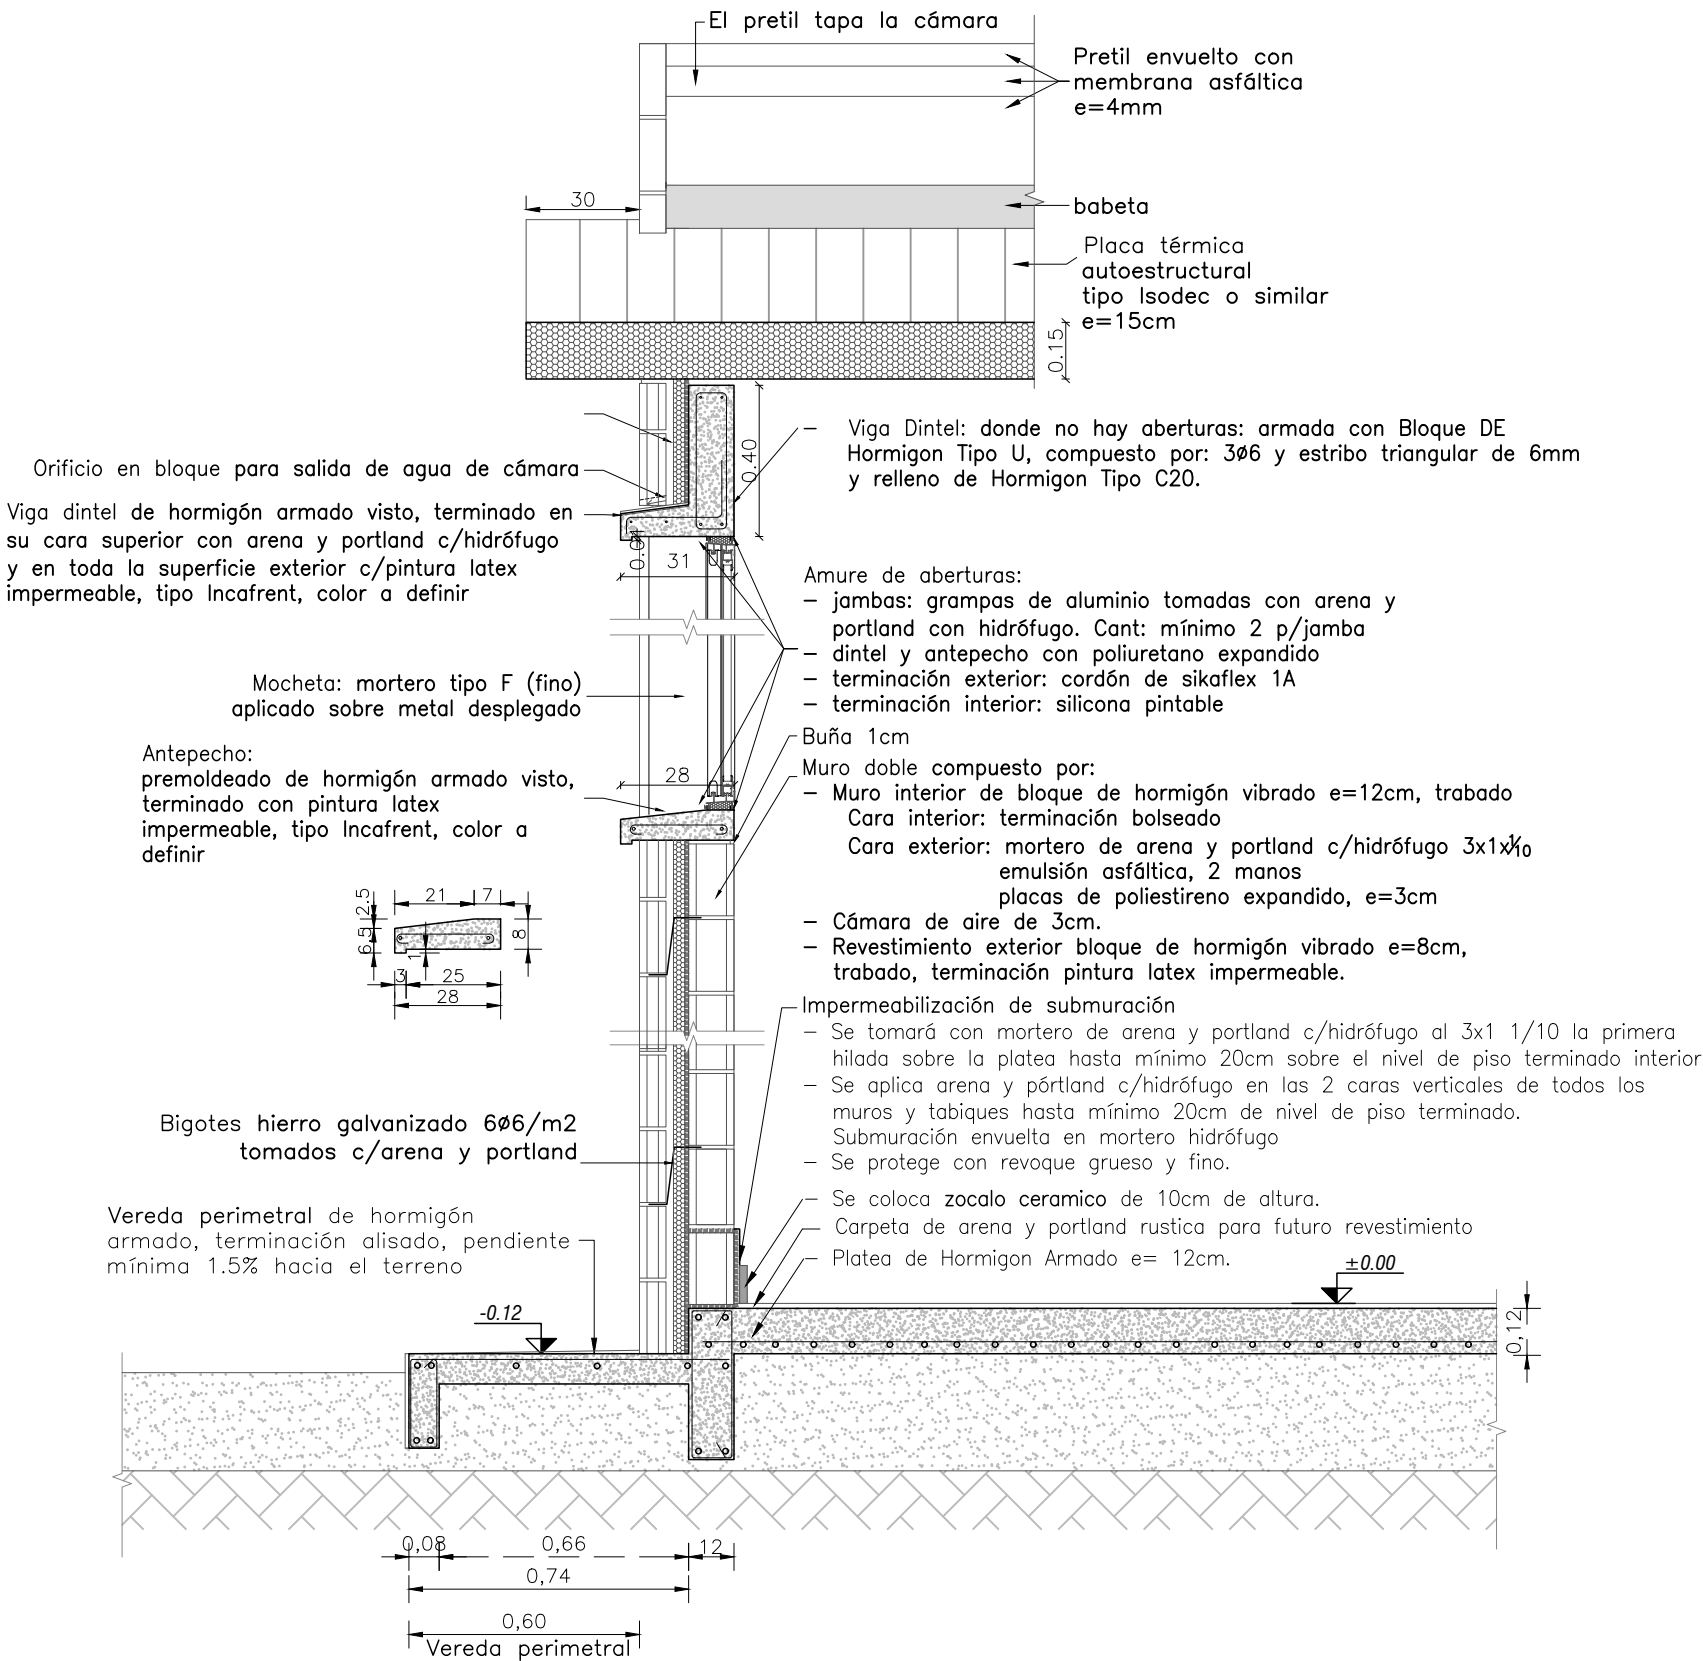 El pretil tapa la cámara
Pretil envuelto con
membrana asfáltica
e=4mm
30
babeta
Placa térmica
autoestructural
tipo Isodec o similar
e=15cm
0.15
Orificio en bloque para salida de agua de cámara
Viga dintel de hormigón armado visto, terminado en
su cara superior con arena y portland c/hidrófugo
y en toda la superficie exterior c/pintura latex
impermeable, tipo Incafrent, color a definir
0.40
– Viga Dintel: donde no hay aberturas: armada con Bloque DE
Hormigon Tipo U, compuesto por: 3ø6 y estribo triangular de 6mm
y relleno de Hormigon Tipo C20.
0.04
31
Amure de aberturas:
– jambas: grampas de aluminio tomadas con arena y
portland con hidrófugo. Cant: mínimo 2 p/jamba
– dintel y antepecho con poliuretano expandido
– terminación exterior: cordón de sikaflex 1A
– terminación interior: silicona pintable
Mocheta: mortero tipo F (fino)
aplicado sobre metal desplegado
28
Antepecho:
premoldeado de hormigón armado visto,
terminado con pintura latex
impermeable, tipo Incafrent, color a
definir
Buña 1cm
Muro doble compuesto por:
– Muro interior de bloque de hormigón vibrado e=12cm, trabado
Cara interior: terminación bolseado
Cara exterior: mortero de arena y portland c/hidrófugo 3x1x1/10
emulsión asfáltica, 2 manos
placas de poliestireno expandido, e=3cm
– Cámara de aire de 3cm.
– Revestimiento exterior bloque de hormigón vibrado e=8cm,
trabado, terminación pintura latex impermeable.
2.5
21
7
6,5
1
8
3
25
28
Impermeabilización de submuración
– Se tomará con mortero de arena y portland c/hidrófugo al 3x1 1/10 la primera
hilada sobre la platea hasta mínimo 20cm sobre el nivel de piso terminado interior
– Se aplica arena y pórtland c/hidrófugo en las 2 caras verticales de todos los
muros y tabiques hasta mínimo 20cm de nivel de piso terminado.
Submuración envuelta en mortero hidrófugo
– Se protege con revoque grueso y fino.
Bigotes hierro galvanizado 6ø6/m2
tomados c/arena y portland
– Se coloca zocalo ceramico de 10cm de altura.
Carpeta de arena y portland rustica para futuro revestimiento
– Platea de Hormigon Armado e= 12cm.
Vereda perimetral de hormigón
armado, terminación alisado, pendiente
mínima 1.5% hacia el terreno
-0.12
±0.00
0,12
0,08
0,66
12
0,74
0,60
Vereda perimetral